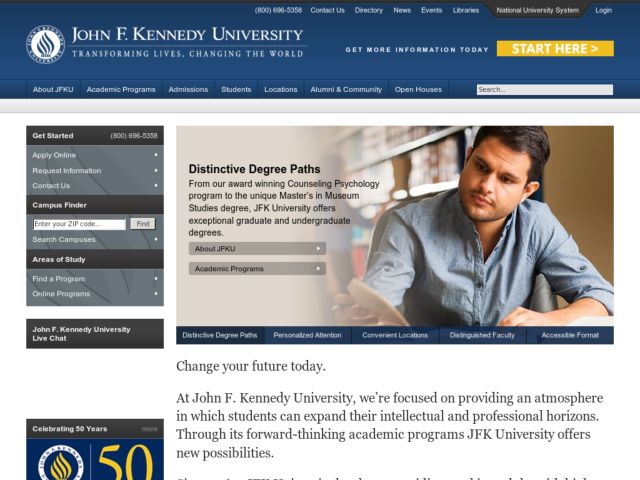 (800) 696-5358 Contact Us Directory News Events Libraries National University System Login
JOHN F. KENNEDY UNIVERSITY
TRANSFORMING LIVES, CHANGING THE WORLD
GET MORE INFORMATION TODAY START HERE >
About JFKU Academic Programs Admissions Students Locations Alumni & Community Open Houses Search...
Get Started (800) 696-5358
Apply Online
Request Information
Contact Us
Campus Finder
Enter your ZIP code... Find
Search Campuses
Areas of Study
Find a Program
Online Programs
John F. Kennedy University
Live Chat
Celebrating 50 Years more
50
Distinctive Degree Paths
From our award winning Counseling Psychology
program to the unique Master's in Museum
Studies degree, JFK University offers
exceptional graduate and undergraduate
degrees.
About JFKU
Academic Programs
Distinctive Degree Paths Personalized Attention Convenient Locations Distinguished Faculty Accessible Format
Change your future today.
At John F. Kennedy University, we're focused on providing an atmosphere
in which students can expand their intellectual and professional horizons.
Through its forward-thinking academic programs JFK University offers
new possibilities.